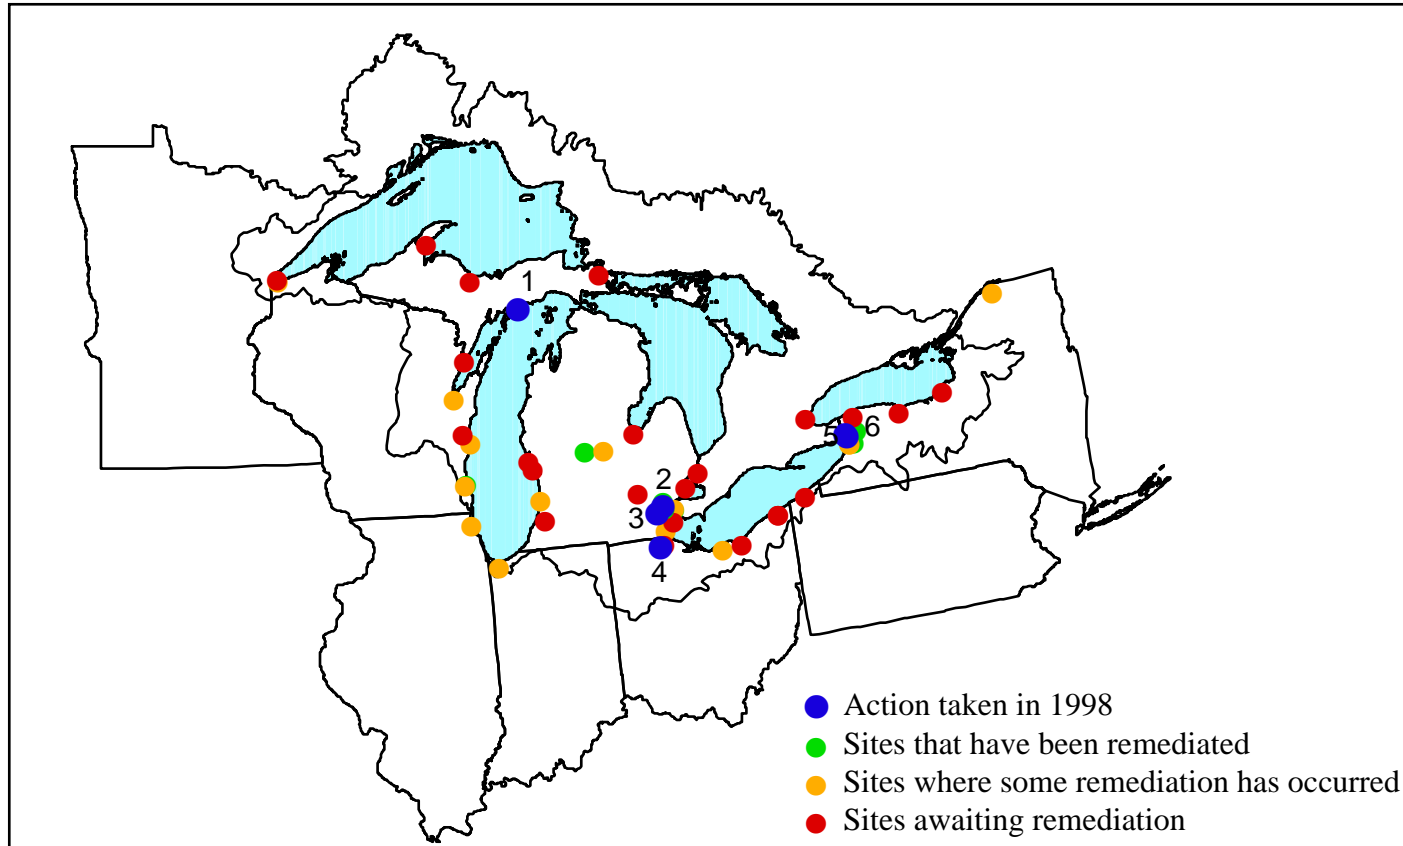 1
2
3
4
5
6
Action taken in 1998
Sites that have been remediated
Sites where some remediation has occurred
Sites awaiting remediation